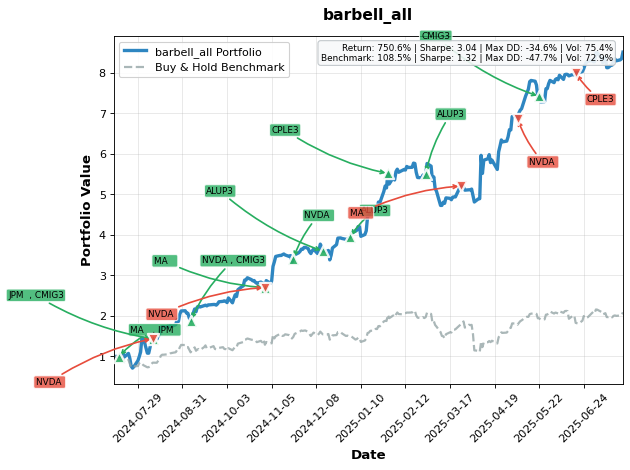 barbell_all
CMIG3
barbell_all Portfolio
Buy & Hold Benchmark
Return: 750.6% | Sharpe: 3.04 | Max DD: -34.6% | Vol: 75.4%
Benchmark: 108.5% | Sharpe: 1.32 | Max DD: -47.7% | Vol: 72.9%
CPLE3
ALUP3
CPLE3
NVDA
ALUP3
NVDA
MA
MA
NVDA , CMIG3
JPM , CMIG3
NVDA
MA
JPM
NVDA
8
7
6
5
4
3
2
1
Portfolio Value
2024-07-29
2024-08-31
2024-10-03
2024-11-05
2024-12-08
2025-01-10
2025-02-12
2025-03-17
2025-04-19
2025-05-22
2025-06-24
Date